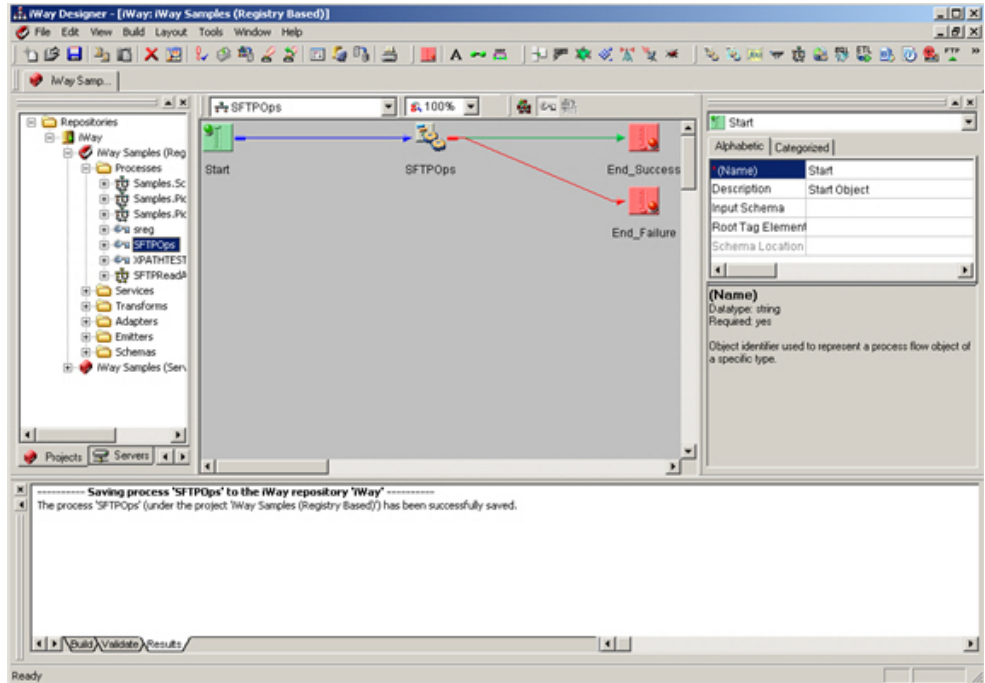 iWay Designer - [iWay: iWay Samples (Registry Based)]
File Edit View Build Layout Tools Window Help
iWay Samp...
Repositories
iWay
iWay Samples (Reg
Processes
Samples.Sc
Samples.Pic
Samples.Pic
sreg
SFTPOps
XPATHTEST
SFTPReadA
Services
Transforms
Adapters
Emitters
Schemas
iWay Samples (Serv
Projects Servers
SFTPOps 100%
Start SFTPOps End_Success
End_Failure
Start
Alphabetic Categorized
*(Name) Start
Description Start Object
Input Schema
Root Tag Element
Schema Location
(Name)
Datatype: string
Required: yes
Object identifier used to represent a process flow object of
a specific type.
---------- Saving process 'SFTPOps' to the iWay repository 'iWay' ----------
The process 'SFTPOps' (under the project 'iWay Samples (Registry Based)') has been successfully saved.
Build Validate Results
Ready